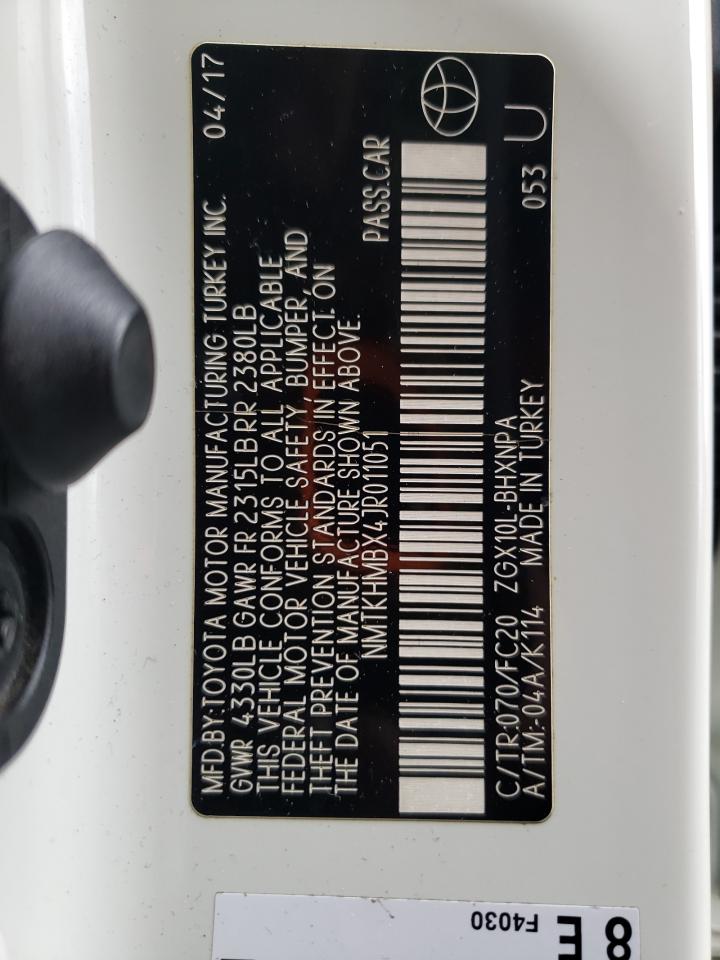 MFD.BY:TOYOTA MOTOR MANUFACTURING TURKEY INC. 04/17
GVWR 4330LB GAWR FR 2315LB RR 2380LB
THIS VEHICLE CONFORMS TO ALL APPLICABLE
FEDERAL MOTOR VEHICLE SAFETY, BUMPER, AND
THEFT PREVENTION STANDARDS IN EFFECT ON
THE DATE OF MANUFACTURE SHOWN ABOVE.
NMTKHMBX4JR011051 PASS.CAR
C/TR:070/FC20 ZGX10L-BHXNPA 053 U
A/TM:-04A/K114 MADE IN TURKEY
F4030
8 E